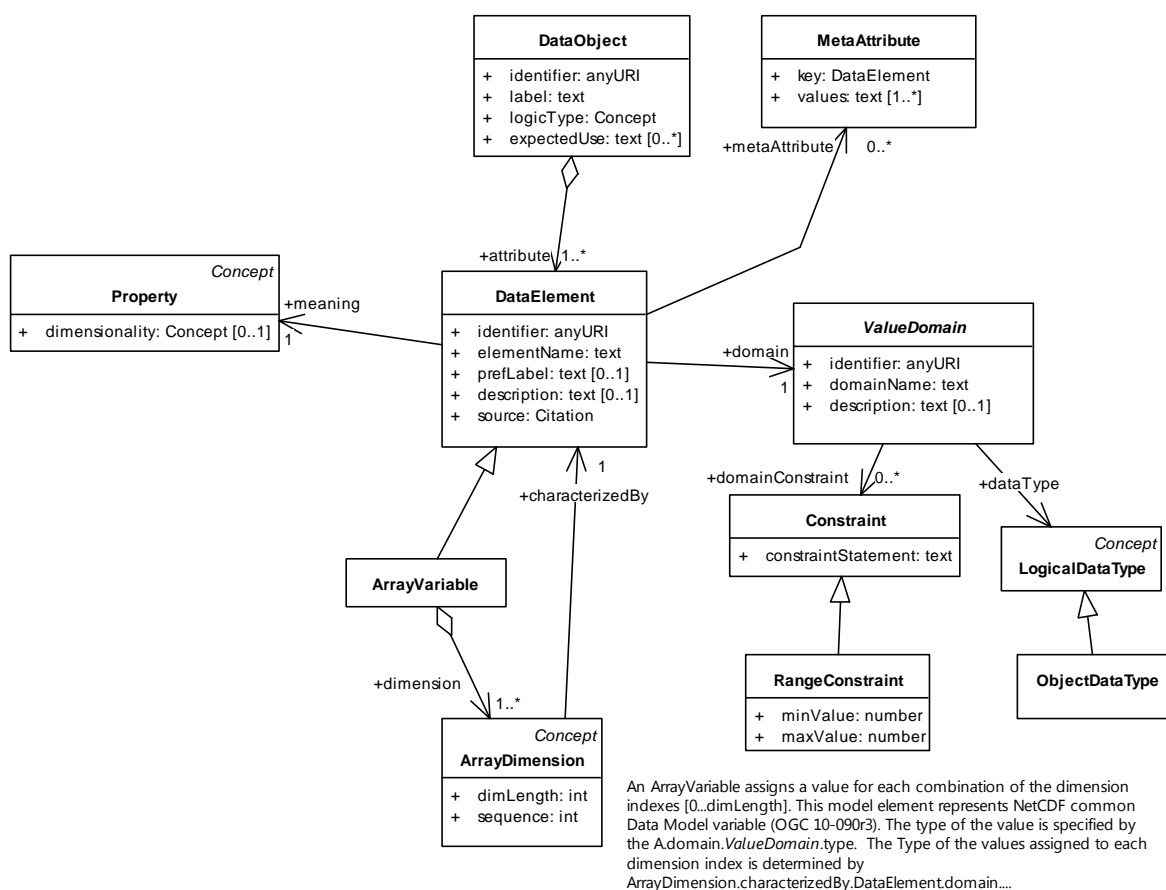 DataObject
+ identifier: anyURI
+ label: text
+ logicType: Concept
+ expectedUse: text [0..*]
MetaAttribute
+ key: DataElement
+ values: text [1..*]
+metaAttribute 0..*
+attribute 1..*
Concept
Property
+ dimensionality: Concept [0..1]
+meaning
1
DataElement
+ identifier: anyURI
+ elementName: text
+ prefLabel: text [0..1]
+ description: text [0..1]
+ source: Citation
+domain
1
ValueDomain
+ identifier: anyURI
+ domainName: text
+ description: text [0..1]
1
+characterizedBy
+domainConstraint 0..*
+dataType
Constraint
+ constraintStatement: text
Concept
LogicalDataType
ArrayVariable
RangeConstraint
+ minValue: number
+ maxValue: number
ObjectDataType
+dimension
1..*
Concept
ArrayDimension
+ dimLength: int
+ sequence: int
An ArrayVariable assigns a value for each combination of the dimension
indexes [0...dimLength]. This model element represents NetCDF common
Data Model variable (OGC 10-090r3). The type of the value is specified by
the A.domain.ValueDomain.type. The Type of the values assigned to each
dimension index is determined by
ArrayDimension.characterizedBy.DataElement.domain....